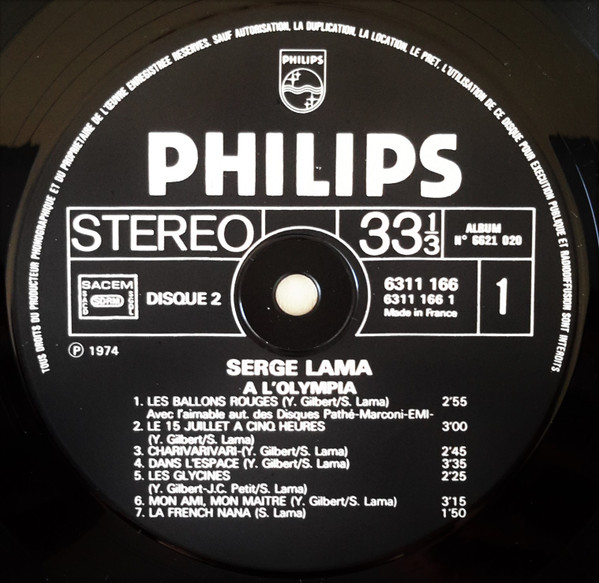 TOUS DROITS DU PRODUCTEUR PHONOGRAPHIQUE ET DU PROPRIETAIRE DE L'ŒUVRE ENREGISTREE RESERVES. SAUF AUTORISATION, LA DUPLICATION, LA LOCATION, LE PRET, L'UTILISATION DE CE DISQUE POUR EXECUTION PUBLIQUE ET RADIODIFFUSION SONT INTERDITS
PHILIPS
PHILIPS
STEREO 33 1/3 ALBUM
N° 6621 020
SACEM
SDRM
DISQUE 2
6311 166
6311 166 1
Made in France
1
℗ 1974
SERGE LAMA
A L'OLYMPIA
1. LES BALLONS ROUGES (Y. Gilbert/S. Lama) 2'55
Avec l'aimable aut. des Disques Pathé-Marconi-EMI-
2. LE 15 JUILLET A CINQ HEURES 3'00
(Y. Gilbert/S. Lama)
3. CHARIVARIVARI-(Y. Gilbert/S. Lama) 2'45
4. DANS L'ESPACE (Y. Gilbert/S. Lama) 3'35
5. LES GLYCINES 2'25
(Y. Gilbert-J.C. Petit/S. Lama)
6. MON AMI, MON MAITRE (Y. Gilbert/S. Lama) 3'15
7. LA FRENCH NANA (S. Lama) 1'50